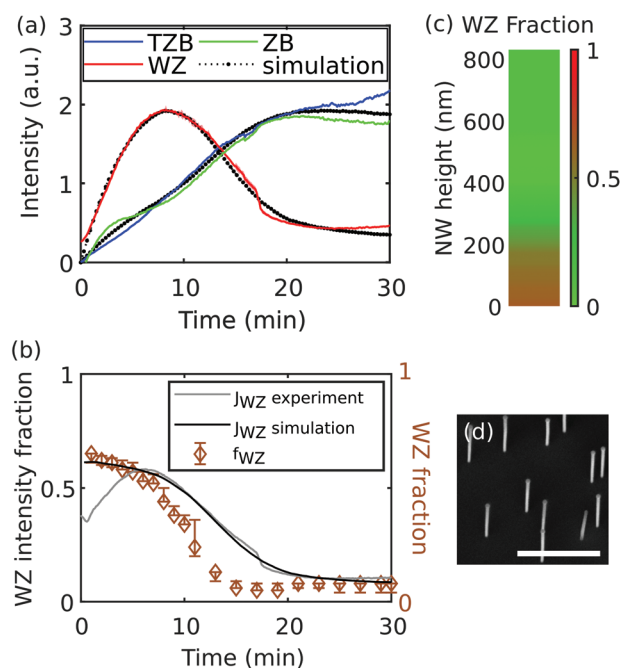 (a)
3
2
1
0
Intensity (a.u.)
TZB
ZB
WZ
simulation
0
10
20
30
Time (min)
(b)
1
0.5
0
WZ intensity fraction
J_WZ experiment
J_WZ simulation
f_WZ
1
0
WZ fraction
0
10
20
30
Time (min)
(c) WZ Fraction
800
600
400
200
0
NW height (nm)
1
0.5
0
(d)